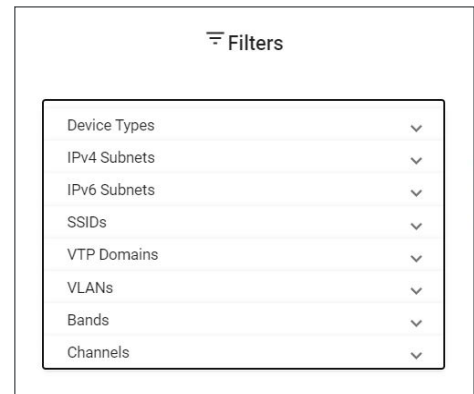 Filters
Device Types
IPv4 Subnets
IPv6 Subnets
SSIDs
VTP Domains
VLANs
Bands
Channels